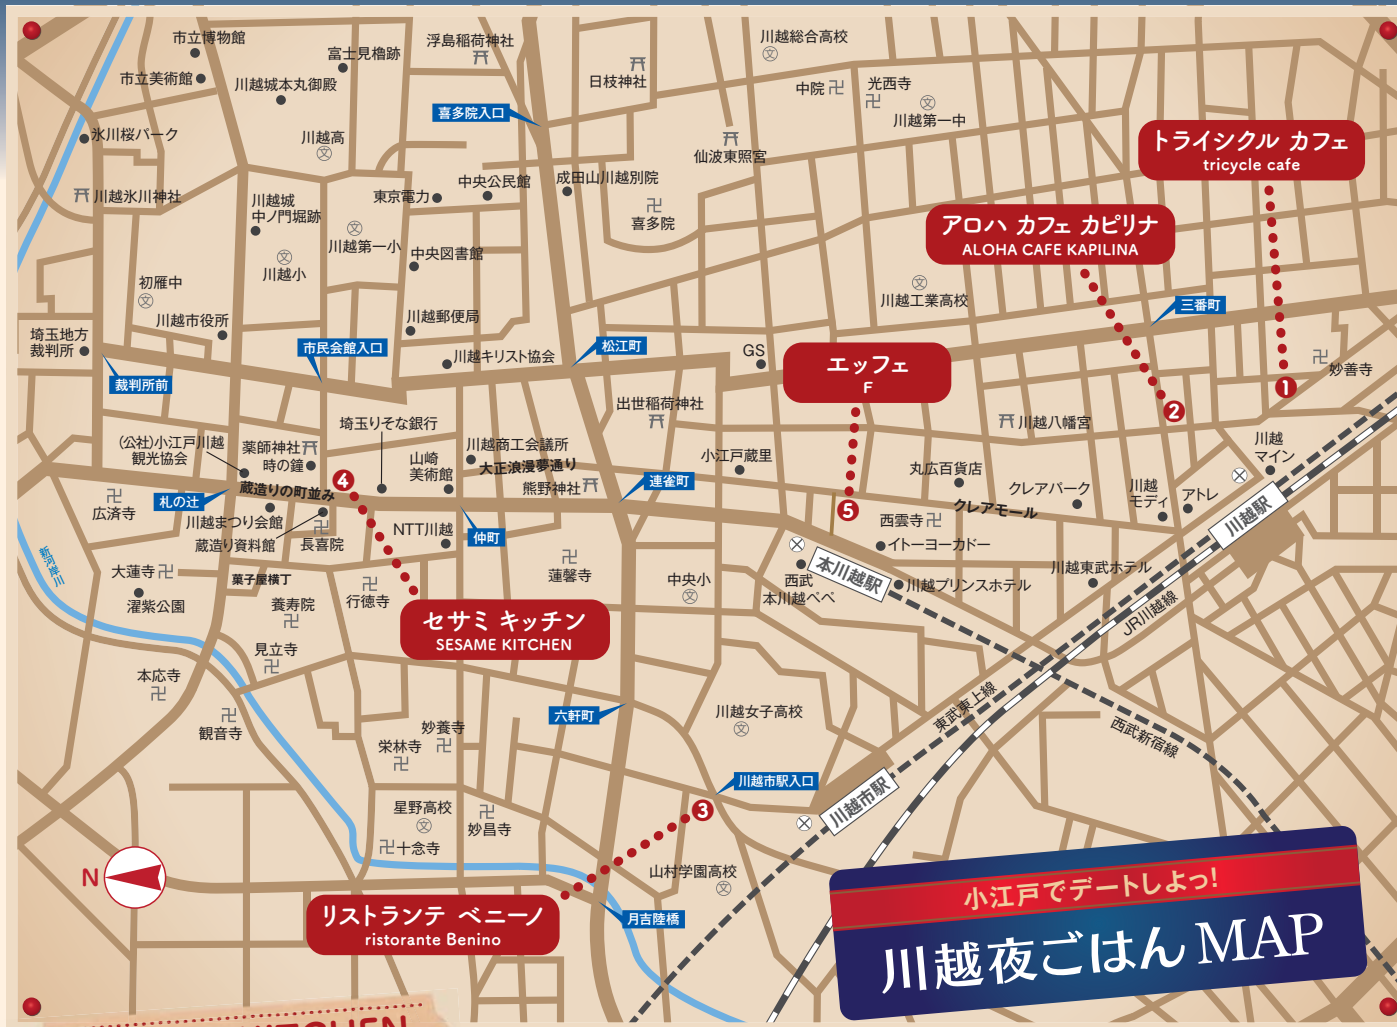 市立博物館
富士見櫓跡
浮島稲荷神社
川越総合高校
市立美術館
川越城本丸御殿
日枝神社
中院
光西寺
喜多院入口
川越第一中
氷川桜パーク
川越高
仙波東照宮
トライシクル カフェ
tricycle cafe
川越氷川神社
川越城
中ノ門堀跡
東京電力
中央公民館
成田山川越別院
喜多院
アロハ カフェ カピリナ
ALOHA CAFE KAPILINA
川越第一小
川越小
中央図書館
初雁中
川越工業高校
三番町
川越市役所
川越郵便局
埼玉地方
裁判所
市民会館入口
川越キリスト協会
松江町
GS
エッフェ
F
妙善寺
裁判所前
1
2
出世稲荷神社
川越八幡宮
(公社)小江戸川越
観光協会
薬師神社
時の鐘
埼玉りそな銀行
山崎
美術館
川越商工会議所
大正浪漫夢通り
熊野神社
小江戸蔵里
丸広百貨店
川越
マイン
4
蔵造りの町並み
札の辻
広済寺
連雀町
クレアパーク
クレアモール
川越
モディ
アトレ
川越駅
5
川越まつり会館
蔵造り資料館
長喜院
NTT川越
仲町
西雲寺
イトーヨーカドー
新河岸川
大蓮寺
菓子屋横丁
濯紫公園
養寿院
行徳寺
蓮馨寺
中央小
西武
本川越ペペ
本川越駅
川越プリンスホテル
川越東武ホテル
JR川越線
セサミ キッチン
SESAME KITCHEN
見立寺
本応寺
観音寺
六軒町
川越女子高校
東武東上線
西武新宿線
妙養寺
栄林寺
川越市駅入口
川越市駅
星野高校
妙昌寺
3
十念寺
山村学園高校
N
リストランテ ベニーノ
ristorante Benino
月吉陸橋
小江戸でデートしよっ!
川越夜ごはんMAP